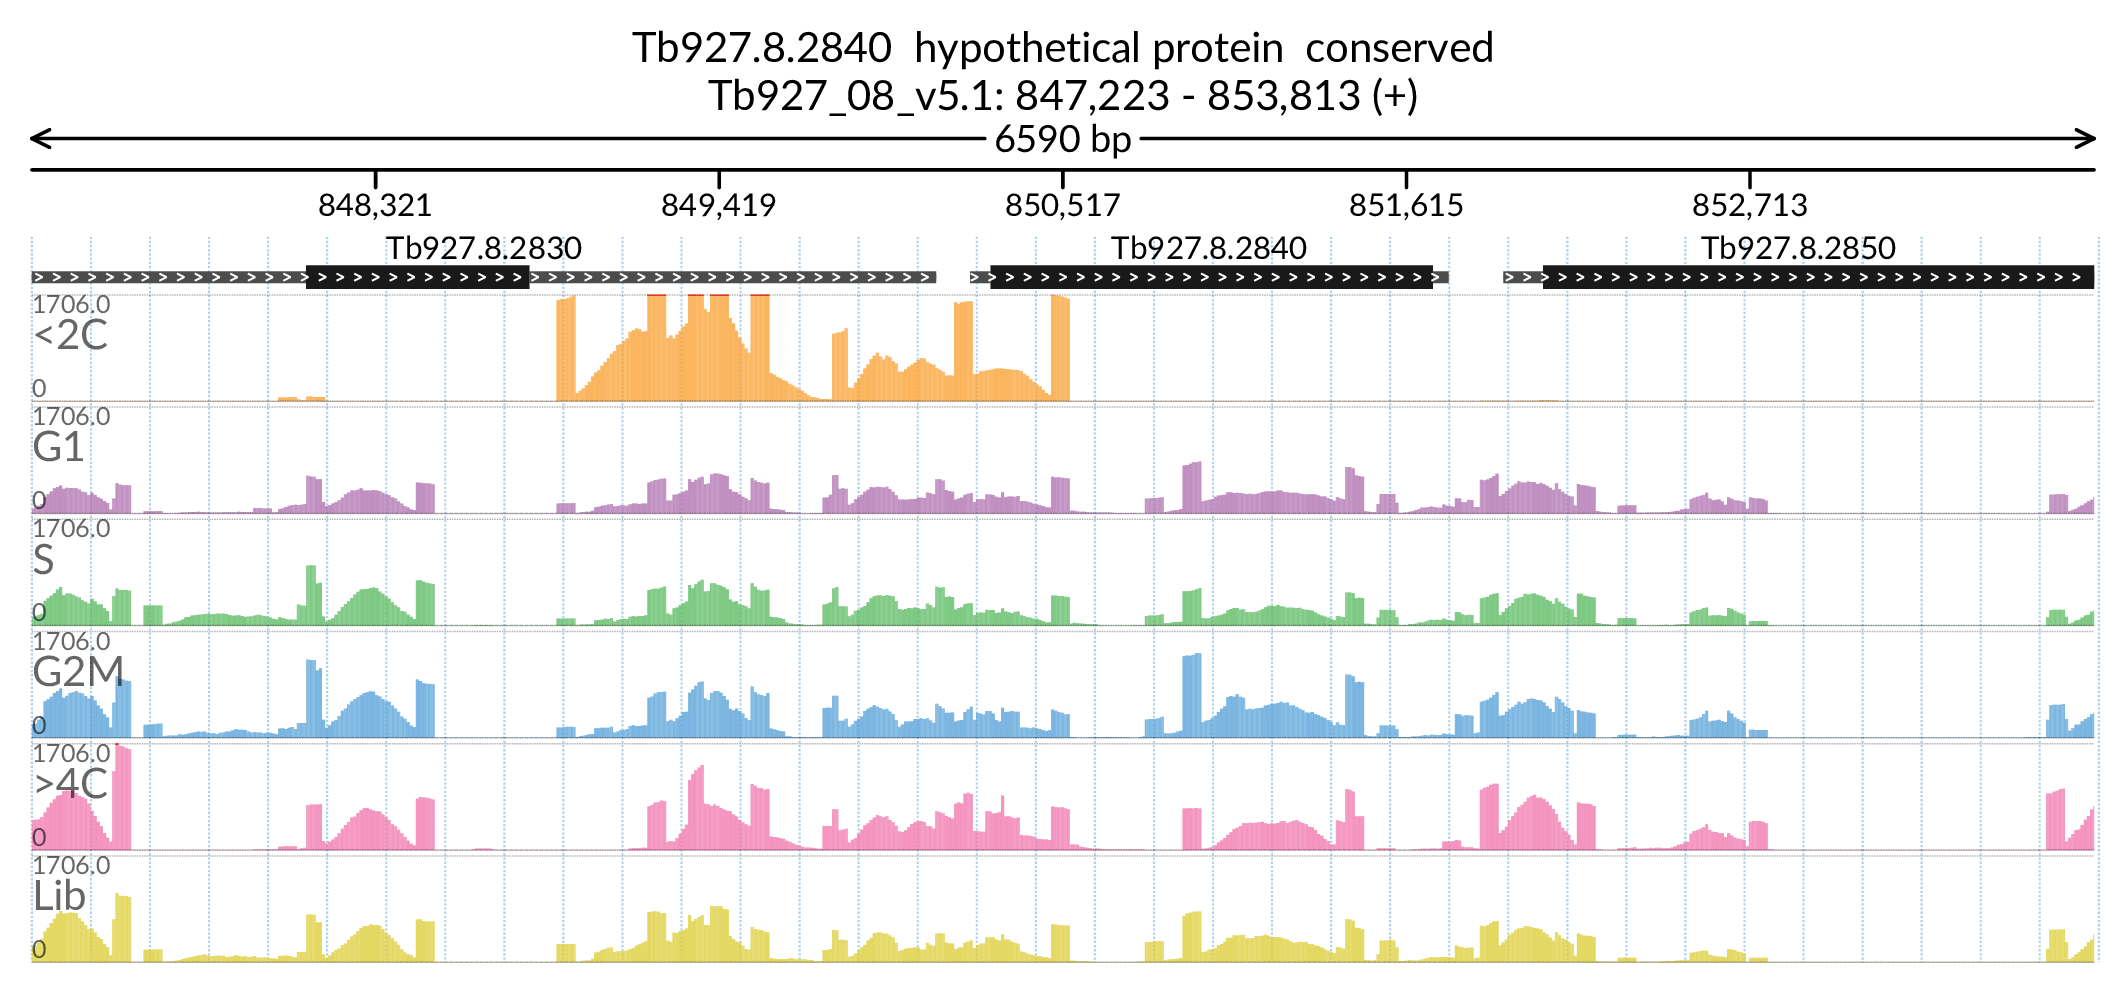 Tb927.8.2840  hypothetical protein  conserved
Tb927_08_v5.1: 847,223 - 853,813 (+)
6590 bp
848,321 849,419 850,517 851,615 852,713
Tb927.8.2830 Tb927.8.2840 Tb927.8.2850
1706.0
<2C
0
1706.0
G1
0
1706.0
S
0
1706.0
G2M
0
1706.0
>4C
0
1706.0
Lib
0